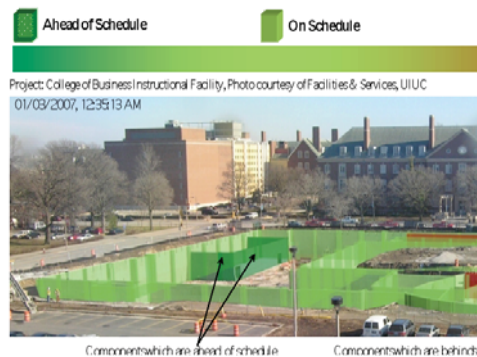 Ahead of Schedule
On Schedule
Project: College of Business Instructional Facility, Photo courtesy of Facilities & Services, UIUC
01/03/2007, 12:35:13 AM
Components which are ahead of schedule
Components which are behind